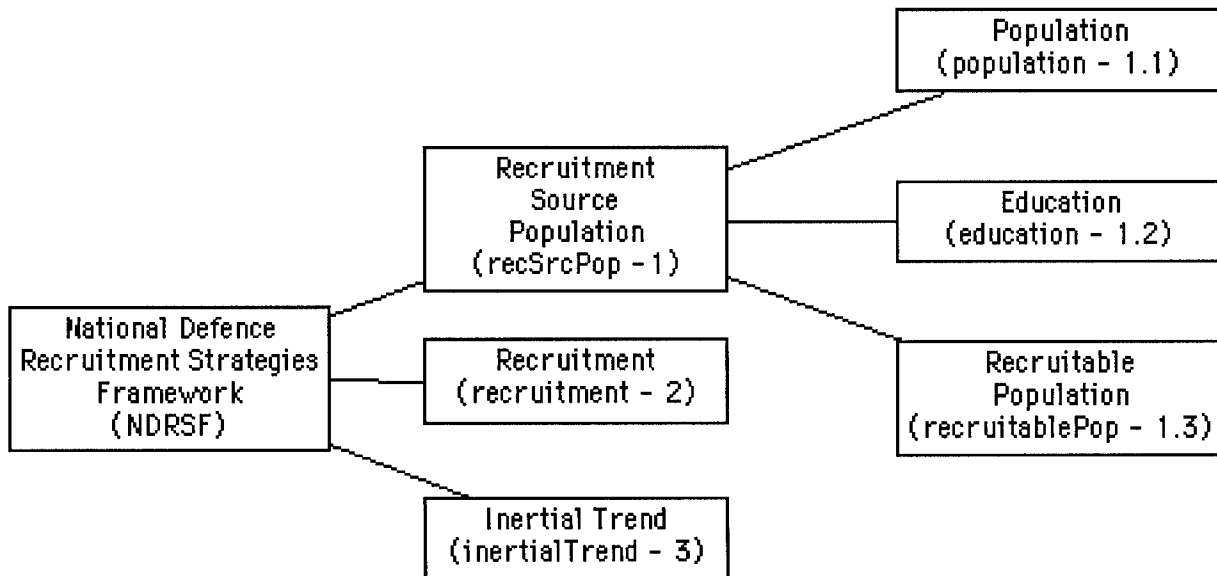 Population
(population - 1.1)
Recruitment
Source
Population
(recSrcPop - 1)
Education
(education - 1.2)
National Defence
Recruitment Strategies
Framework
(NDRSF)
Recruitment
(recruitment - 2)
Recruitable
Population
(recruitablePop - 1.3)
Inertial Trend
(inertialTrend - 3)